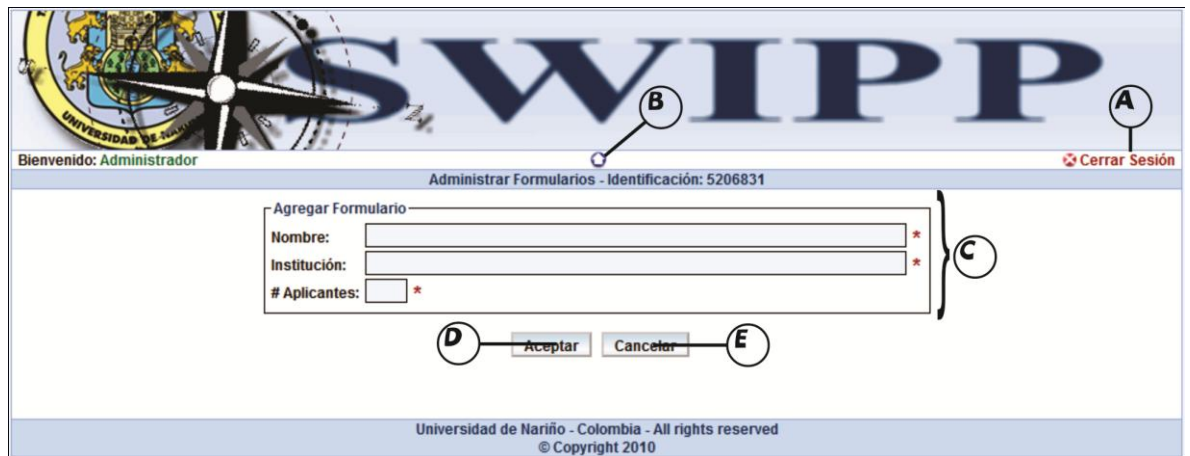 SWIPP
UNIVERSIDAD DE NARIÑO
B
A
Bienvenido: Administrador
Cerrar Sesión
Administrar Formularios - Identificación: 5206831
Agregar Formulario
Nombre: *
Institución: *
# Aplicantes: *
C
D
Aceptar
Cancelar
E
Universidad de Nariño - Colombia - All rights reserved
© Copyright 2010